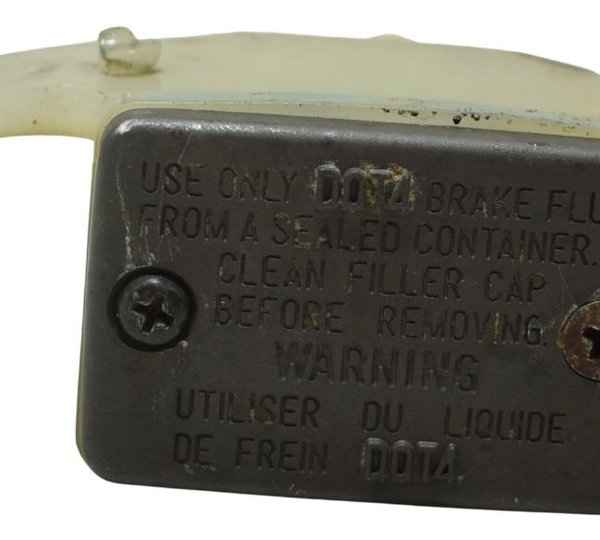 USE ONLY DOT4 BRAKE FLU
FROM A SEALED CONTAINER.
CLEAN FILLER CAP
BEFORE REMOVING.
WARNING
UTILISER DU LIQUIDE
DE FREIN DOT4.